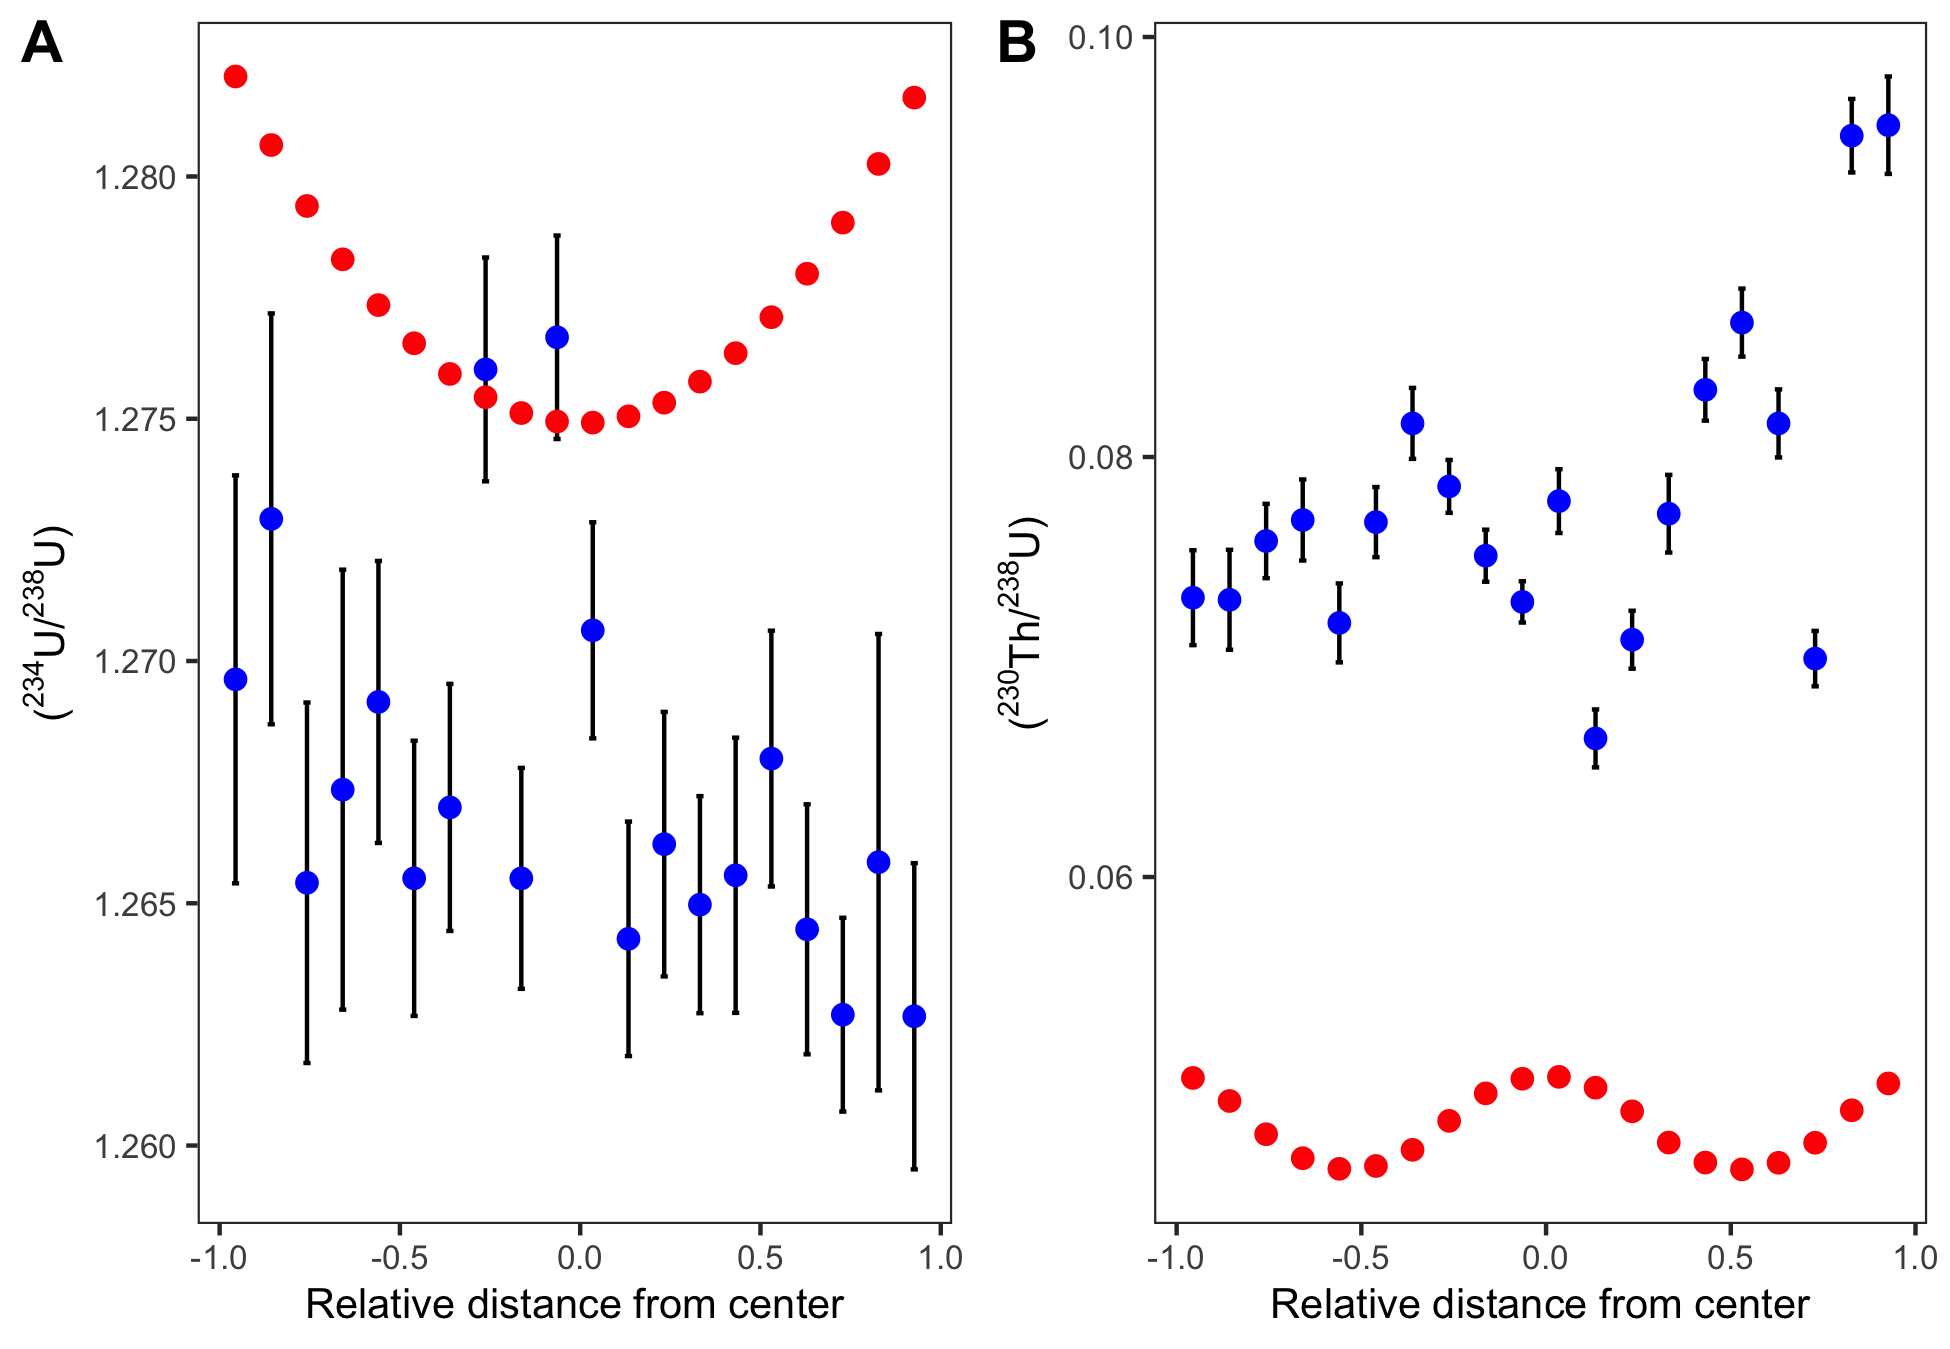 A
1.280
1.275
1.270
1.265
1.260
(²³⁴U/²³⁸U)
-1.0 -0.5 0.0 0.5 1.0
Relative distance from center
B
0.10
0.08
0.06
(²³⁰Th/²³⁸U)
-1.0 -0.5 0.0 0.5 1.0
Relative distance from center